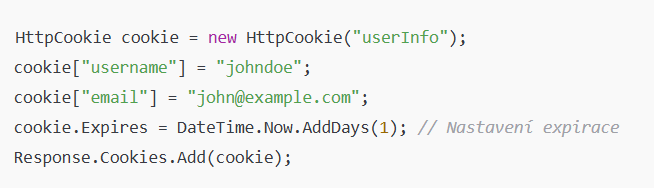 HttpCookie cookie = new HttpCookie("userInfo");
cookie["username"] = "johndoe";
cookie["email"] = "john@example.com";
cookie.Expires = DateTime.Now.AddDays(1); // Nastavení expirace
Response.Cookies.Add(cookie);